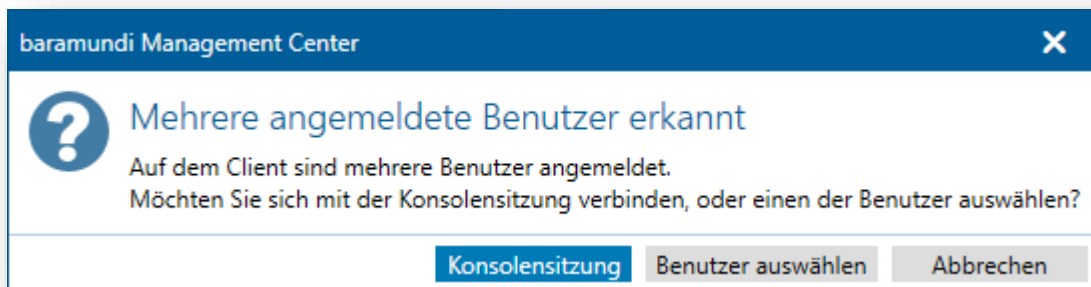 baramundi Management Center
Mehrere angemeldete Benutzer erkannt
Auf dem Client sind mehrere Benutzer angemeldet.
Möchten Sie sich mit der Konsolensitzung verbinden, oder einen der Benutzer auswählen?
Konsolensitzung Benutzer auswählen Abbrechen